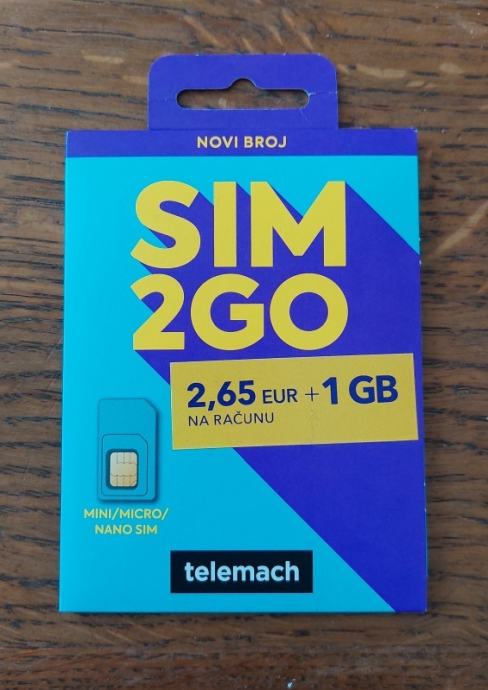 NOVI BROJ
SIM
2GO
2,65 EUR + 1 GB
NA RAČUNU
MINI/MICRO/
NANO SIM
telemach